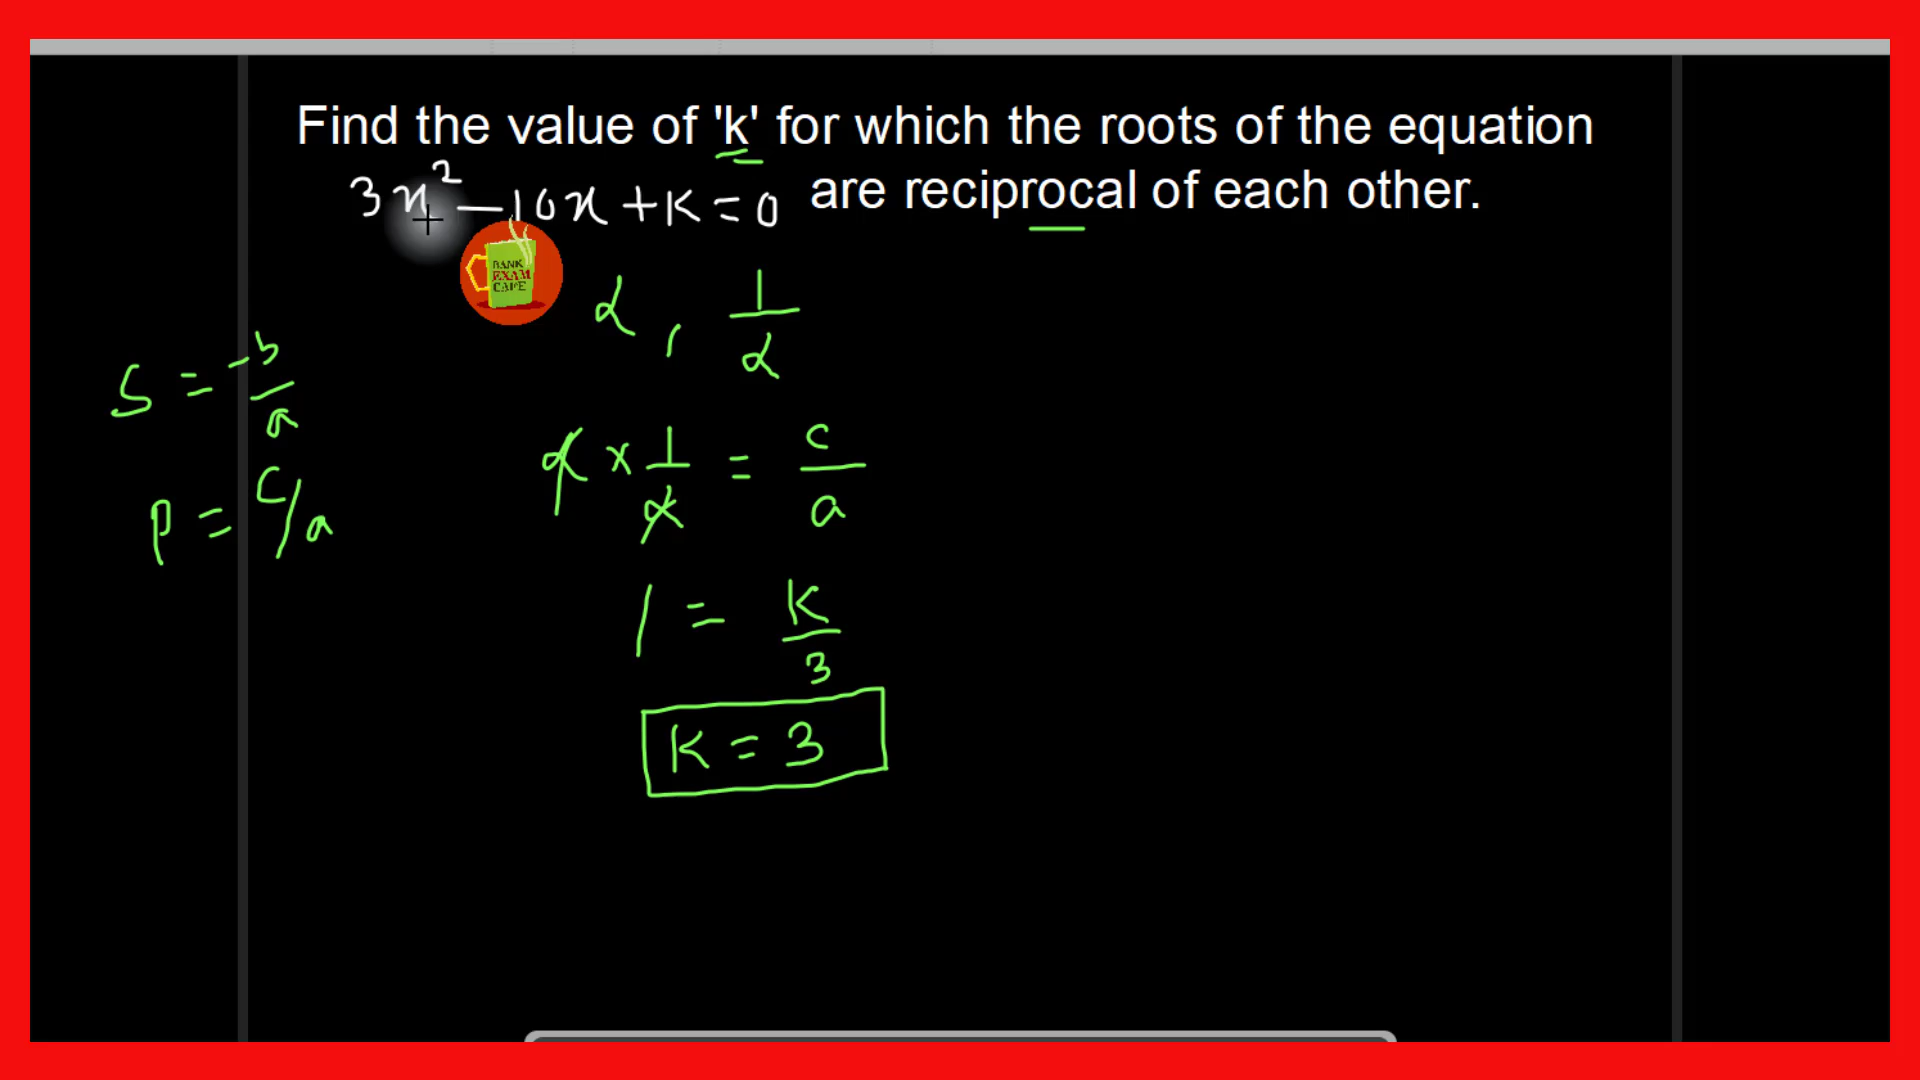 Find the value of 'k' for which the roots of the equation
3x² - 10x + K = 0 are reciprocal of each other.
BANK
EXAM
CAFE
α, 1/α
S = -b/a
α × 1/α = c/a
P = c/a
1 = K/3
K = 3